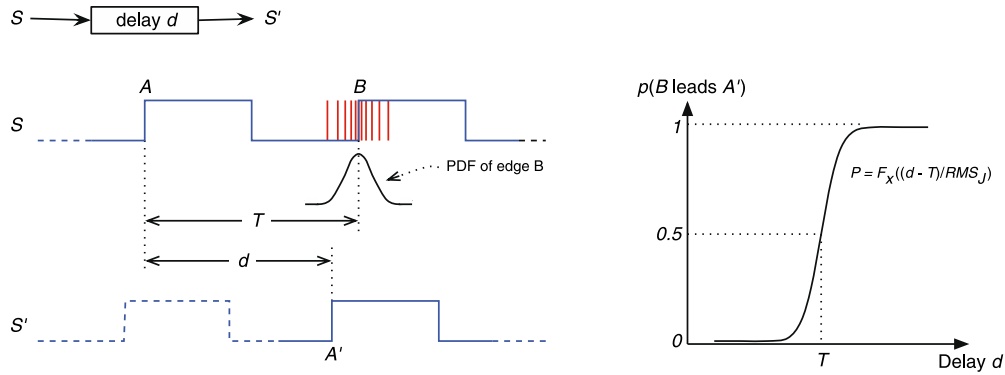 S
delay d
S'
A
B
S
PDF of edge B
T
d
S'
A'
p(B leads A')
1
P = F_x((d - T)/RMS_J)
0.5
0
T
Delay d